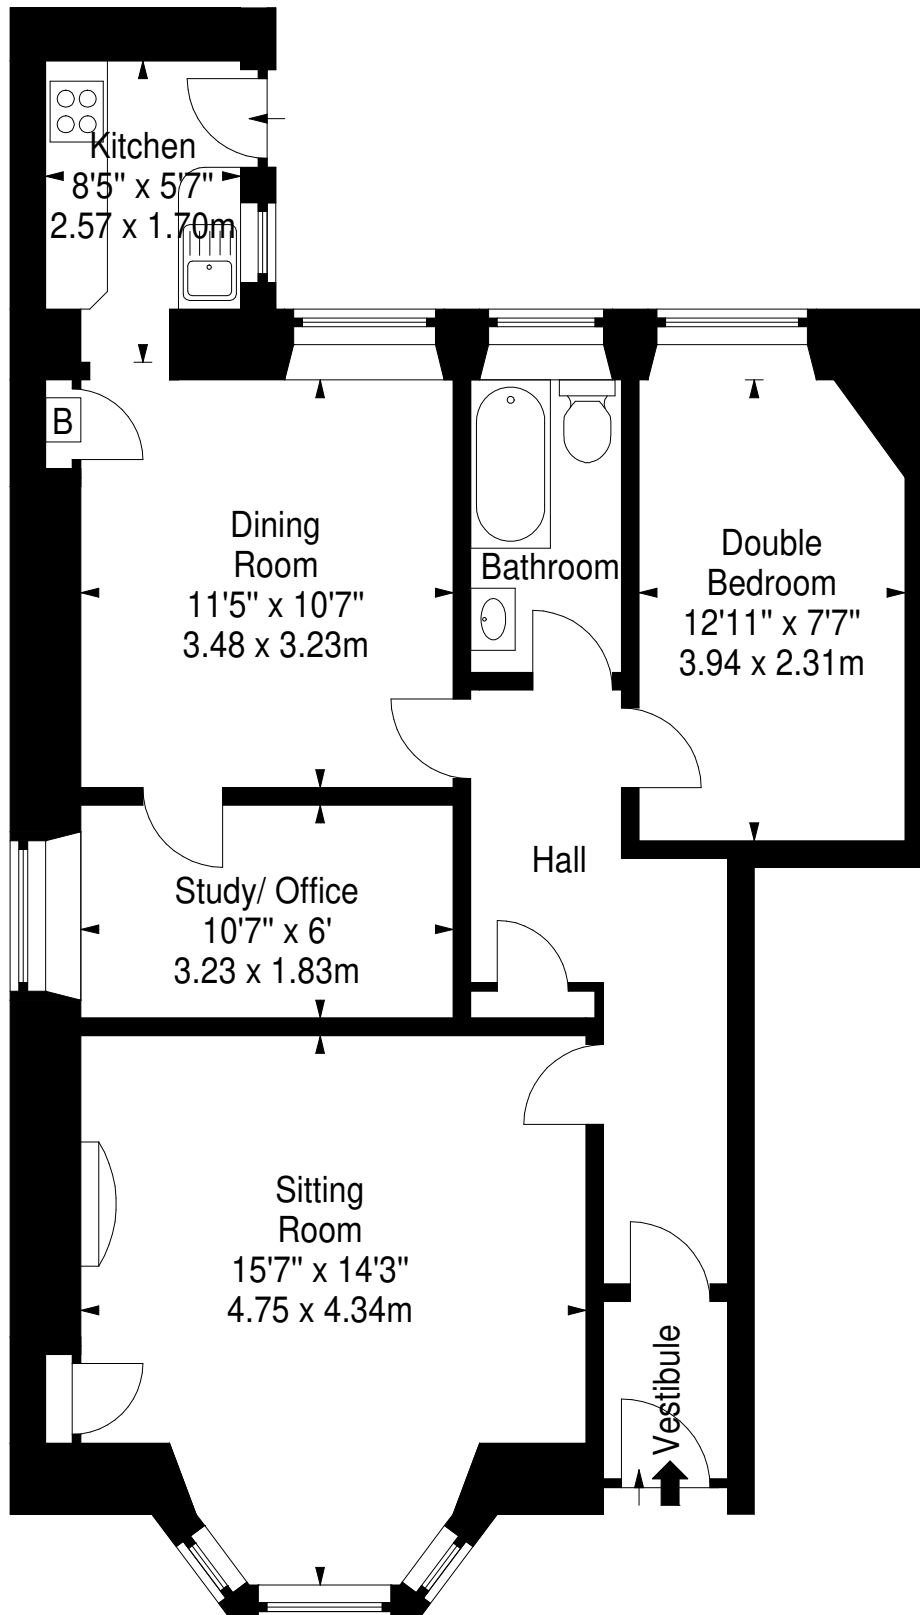 Kitchen
8'5" x 5'7"
2.57 x 1.70m
B
Dining
Room
11'5" x 10'7"
3.48 x 3.23m
Bathroom
Double
Bedroom
12'11" x 7'7"
3.94 x 2.31m
Hall
Study/ Office
10'7" x 6'
3.23 x 1.83m
Sitting
Room
15'7" x 14'3"
4.75 x 4.34m
Vestibule